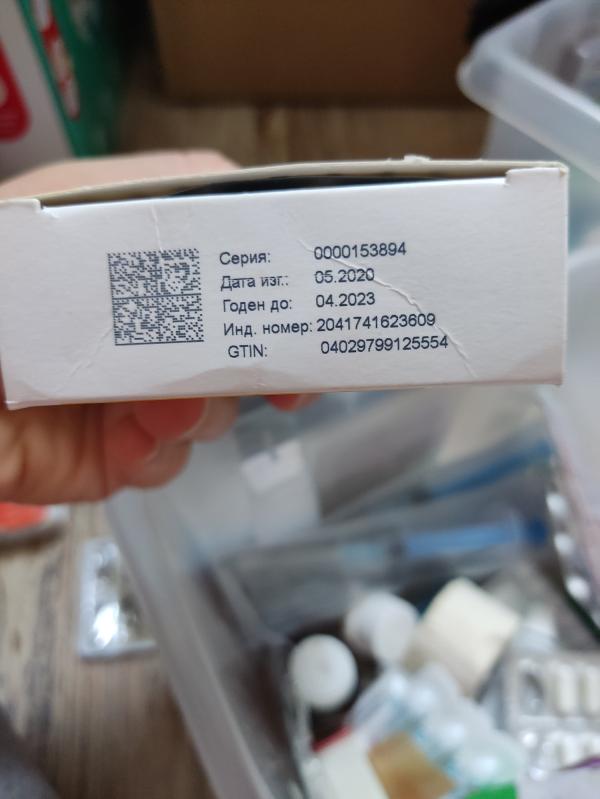 Серия: 0000153894
Дата изг.: 05.2020
Годен до: 04.2023
Инд. номер: 2041741623609
GTIN: 04029799125554